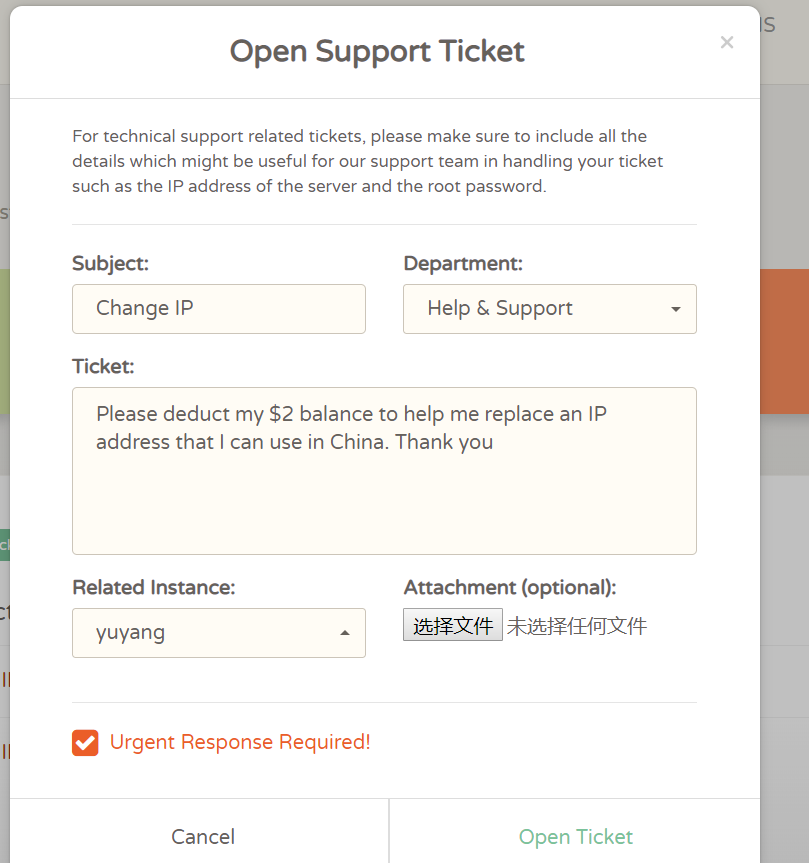 Open Support Ticket
×
For technical support related tickets, please make sure to include all the
details which might be useful for our support team in handling your ticket
such as the IP address of the server and the root password.
Subject:
Department:
Change IP
Help & Support
Ticket:
Please deduct my $2 balance to help me replace an IP
address that I can use in China. Thank you
Related Instance:
Attachment (optional):
yuyang
选择文件 未选择任何文件
Urgent Response Required!
Cancel
Open Ticket